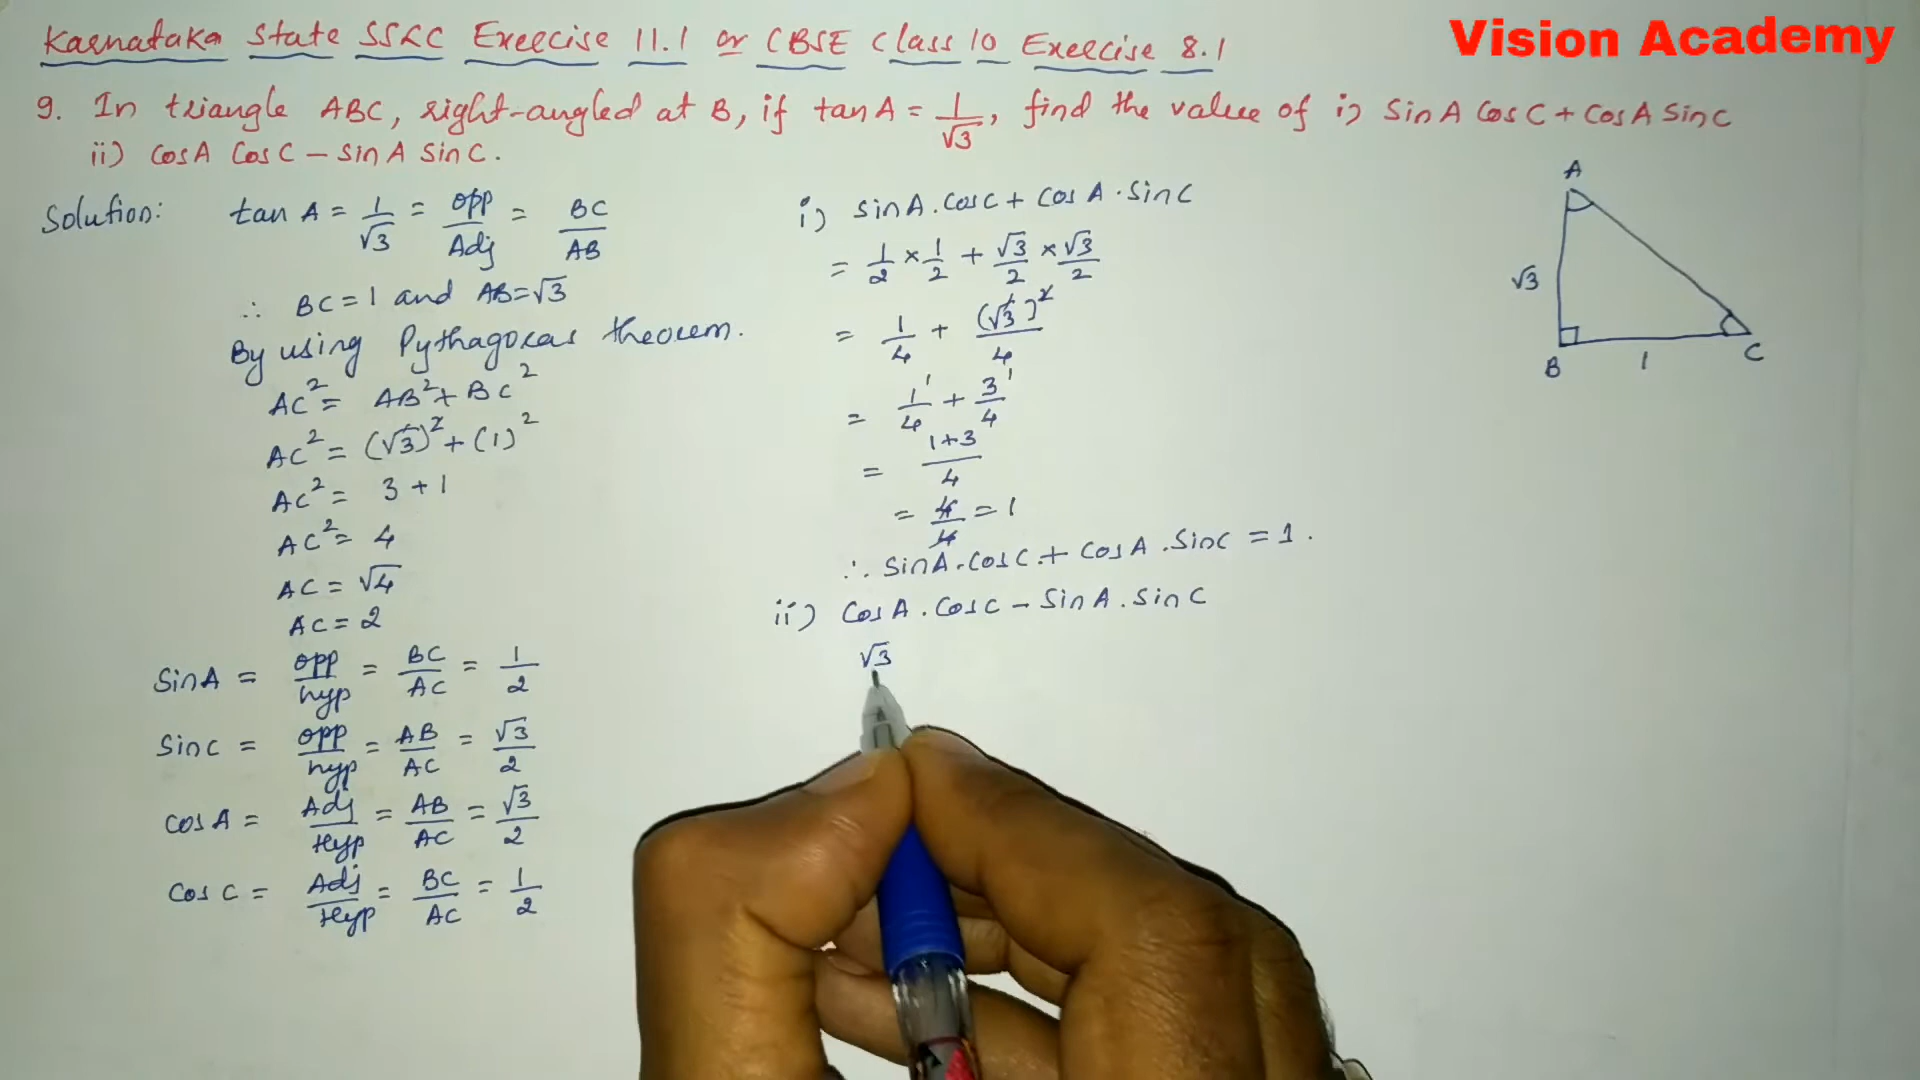 Karnataka State SSLC Exercise 11.1 or CBSE Class 10 Exercise 8.1
Vision Academy
9. In triangle ABC, right-angled at B, if tan A = 1/√3, find the value of i) Sin A Cos C + Cos A Sin C
ii) Cos A Cos C – Sin A Sin C.
Solution: tan A = 1/√3 = opp/Adj = BC/AB
∴ BC = 1 and AB = √3
By using Pythagoras theorem.
AC² = AB² + BC²
AC² = (√3)² + (1)²
AC² = 3 + 1
AC² = 4
AC = √4
AC = 2
Sin A = opp/hyp = BC/AC = 1/2
Sin C = opp/hyp = AB/AC = √3/2
Cos A = Adj/Hyp = AB/AC = √3/2
Cos C = Adj/Hyp = BC/AC = 1/2
i) Sin A . Cos C + Cos A . Sin C
= 1/2 × 1/2 + √3/2 × √3/2
= 1/4 + (√3)²/4
= 1/4 + 3/4
= 1+3/4
= 4/4 = 1
∴ Sin A . Cos C + Cos A . Sin C = 1.
ii) Cos A . Cos C – Sin A . Sin C
√3
A
√3
B
1
C